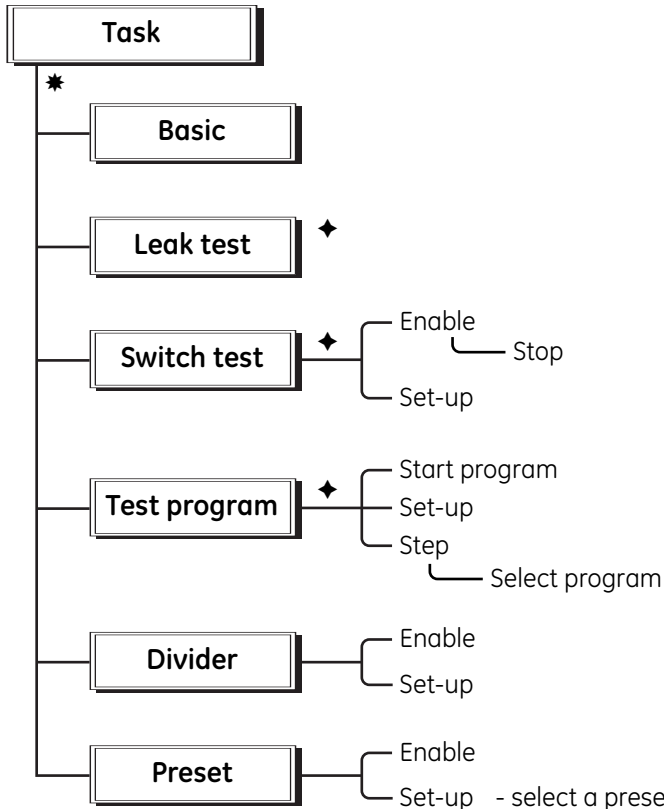 Task
Basic
Leak test
Switch test
Enable
Stop
Set-up
Test program
Start program
Set-up
Step
Select program
Divider
Enable
Set-up
Preset
Enable
Set-up - select a prese